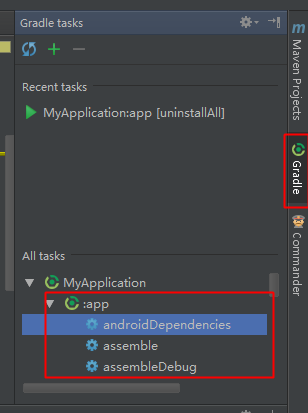 Gradle tasks
Recent tasks
MyApplication:app [uninstallAll]
All tasks
MyApplication
:app
androidDependencies
assemble
assembleDebug
Maven Projects
Gradle
Commander